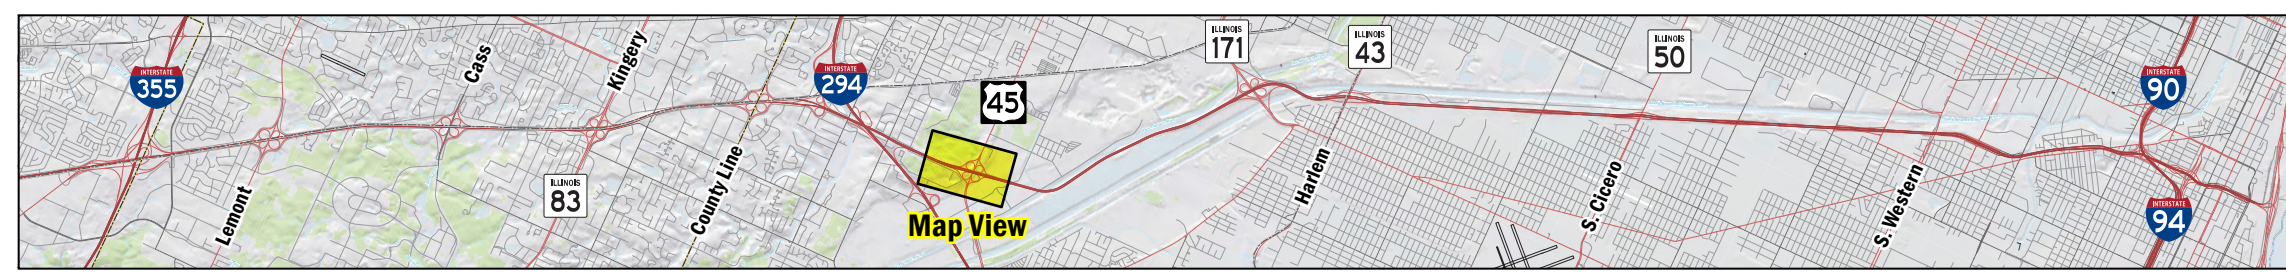 INTERSTATE
355
Lemont
Cass
ILLINOIS
83
Kingery
County Line
INTERSTATE
294
45
Map View
ILLINOIS
171
Harlem
ILLINOIS
43
S. Cicero
ILLINOIS
50
S. Western
INTERSTATE
90
INTERSTATE
94